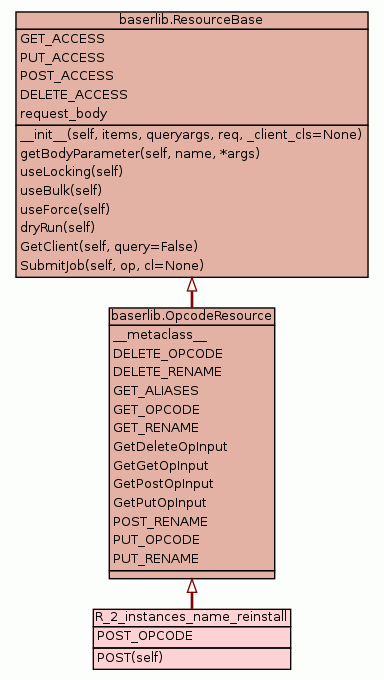 baserlib.ResourceBase
GET_ACCESS
PUT_ACCESS
POST_ACCESS
DELETE_ACCESS
request_body
__init__(self, items, queryargs, req, _client_cls=None)
getBodyParameter(self, name, *args)
useLocking(self)
useBulk(self)
useForce(self)
dryRun(self)
GetClient(self, query=False)
SubmitJob(self, op, cl=None)
baserlib.OpcodeResource
__metaclass__
DELETE_OPCODE
DELETE_RENAME
GET_ALIASES
GET_OPCODE
GET_RENAME
GetDeleteOpInput
GetGetOpInput
GetPostOpInput
GetPutOpInput
POST_RENAME
PUT_OPCODE
PUT_RENAME
R_2_instances_name_reinstall
POST_OPCODE
POST(self)